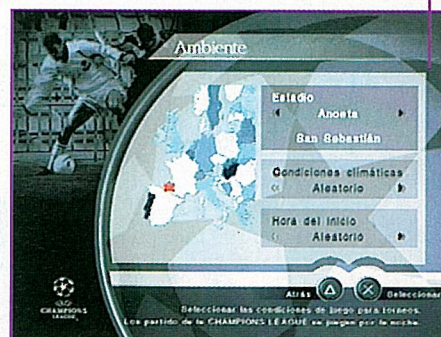 Ambiente
Estadio
Anoeta
San Sebastián
Condiciones climáticas
Aleatorio
Hora del inicio
Aleatorio
Atrás
Seleccionar
Seleccionar las condiciones de juego para torneos.
Los partido de la CHAMPIONS LEAGUE se juegan por la noche.
CHAMPIONS
LEAGUE